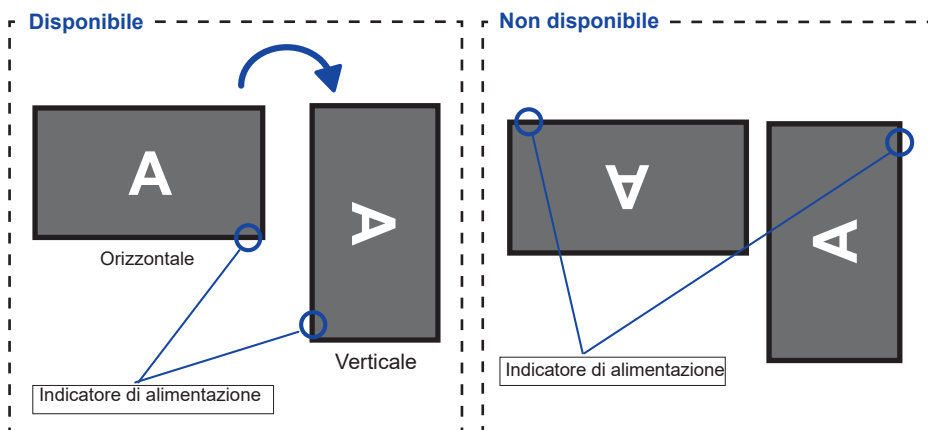 Disponibile
Non disponibile
A
A
A
A
Orizzontale
Verticale
Indicatore di alimentazione
Indicatore di alimentazione